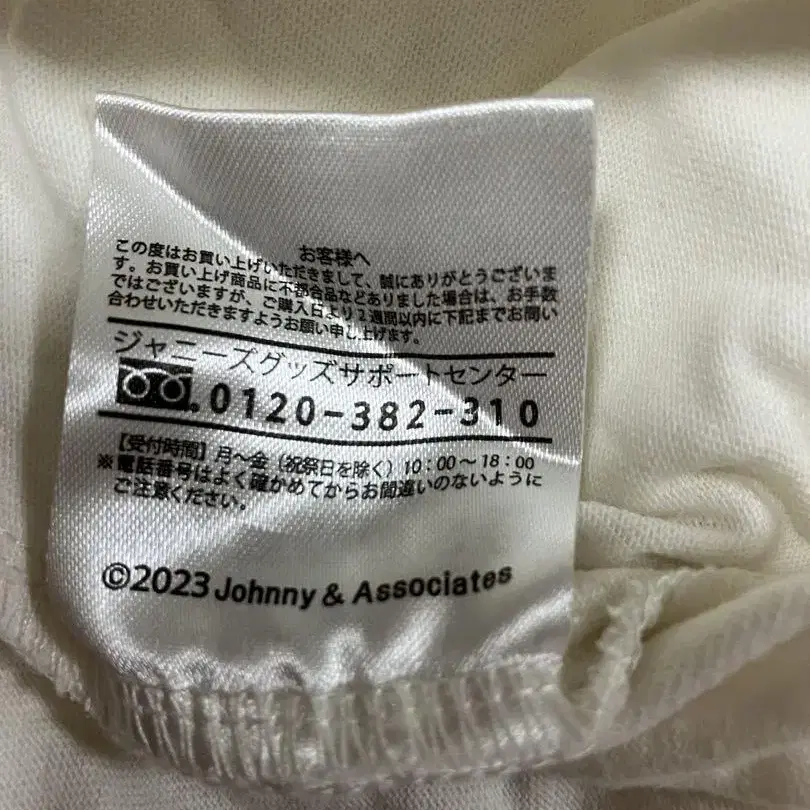 お客様へ
この度はお買い上げいただきまして、誠にありがとうございま
す。お買い上げ商品に不都合品などありました場合は、お手数
ではございますが、ご購入日より2週間以内に下記までお問い
合わせいただきますようお願い申し上げます。
ジャニーズグッズサポートセンター
0120-382-310
【受付時間】月〜金（祝祭日を除く）10：00〜18：00
※電話番号はよく確かめてからお間違いのないように
ご注意ください。
©2023 Johnny & Associates